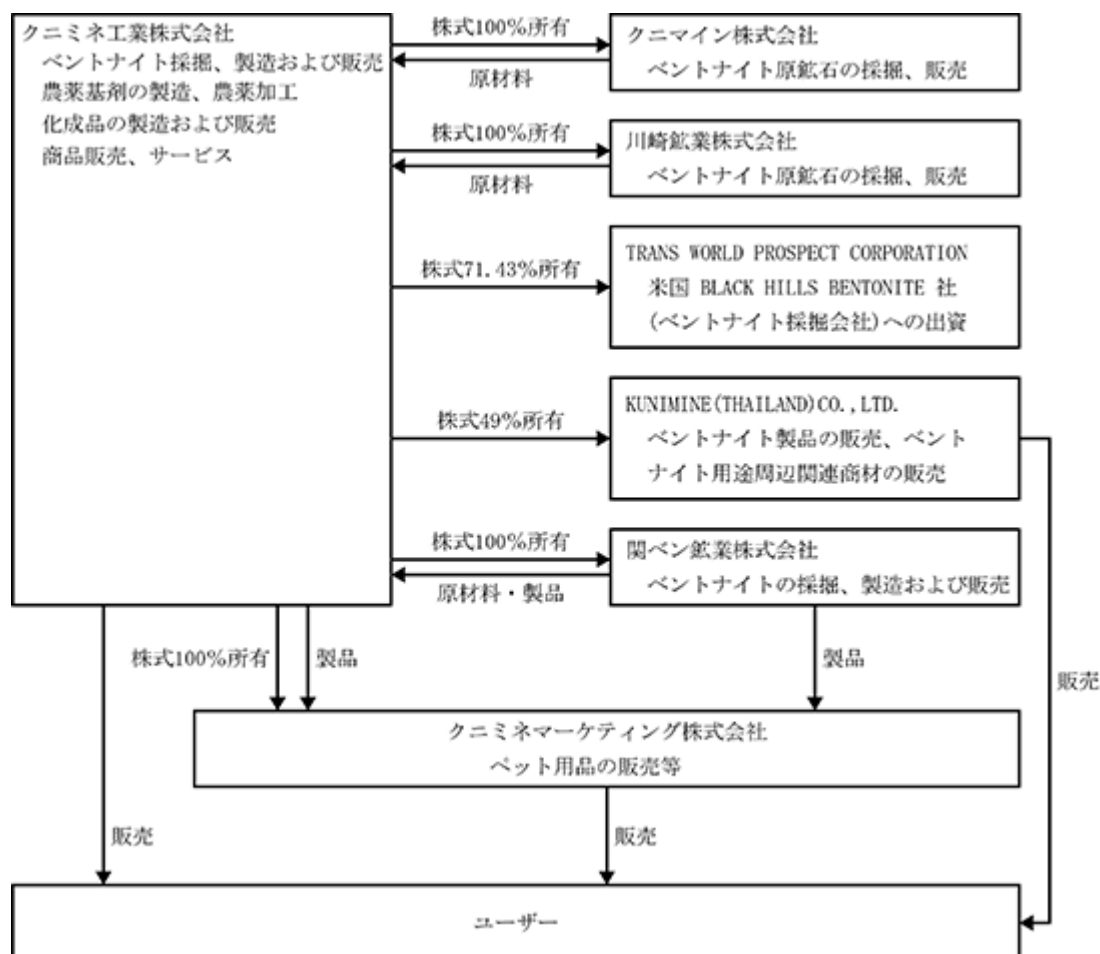 クニミネ工業株式会社
ベントナイト採掘、製造および販売
農薬基剤の製造、農薬加工
化成品の製造および販売
商品販売、サービス
株式100%所有
原材料
クニマイン株式会社
ベントナイト原鉱石の採掘、販売
株式100%所有
原材料
川崎鉱業株式会社
ベントナイト原鉱石の採掘、販売
株式71.43%所有
TRANS WORLD PROSPECT CORPORATION
米国 BLACK HILLS BENTONITE 社
(ベントナイト採掘会社)への出資
株式49%所有
KUNIMINE(THAILAND)CO.,LTD.
ベントナイト製品の販売、ベント
ナイト用途周辺関連商材の販売
株式100%所有
原材料・製品
関ベン鉱業株式会社
ベントナイトの採掘、製造および販売
株式100%所有
製品
製品
販売
クニミネマーケティング株式会社
ペット用品の販売等
販売
販売
ユーザー